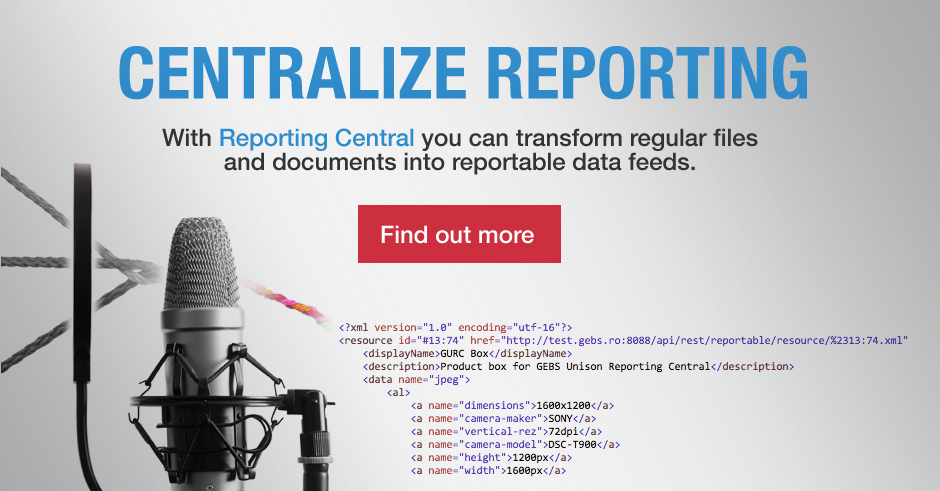 CENTRALIZE REPORTING
With Reporting Central you can transform regular files
and documents into reportable data feeds.
Find out more
<?xml version="1.0" encoding="utf-16"?>
<resource id="#13:74" href="http://test.gebs.ro:8088/api/rest/reportable/resource/%2313:74.xml"
<displayName>GURC Box</displayName>
<description>Product box for GEBS Unison Reporting Central</description>
<data name="jpeg">
<al>
<a name="dimensions">1600x1200</a>
<a name="camera-maker">SONY</a>
<a name="vertical-rez">72dpi</a>
<a name="camera-model">DSC-T900</a>
<a name="height">1200px</a>
<a name="width">1600px</a>